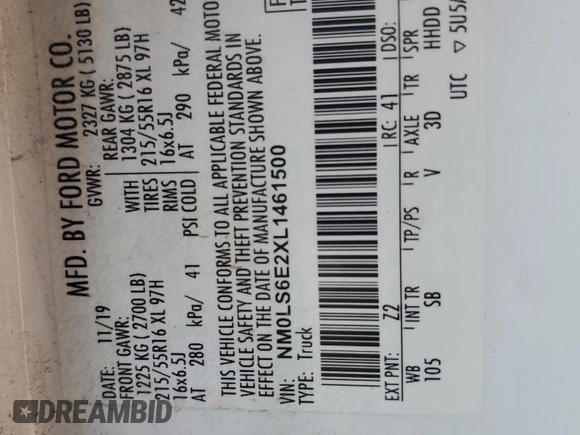 MFD. BY FORD MOTOR CO.
DATE: 11/19 GVWR: 2327 KG ( 5130 LB)
FRONT GAWR: REAR GAWR:
1225 KG ( 2700 LB) WITH 1304 KG ( 2875 LB)
215/55R16 XL 97H TIRES 215/55R16 XL 97H
16x6.5J RIMS 16x6.5J
AT 280 kPa/ 41 PSI COLD AT 290 kPa/ 42
THIS VEHICLE CONFORMS TO ALL APPLICABLE FEDERAL MOTOR
VEHICLE SAFETY AND THEFT PREVENTION STANDARDS IN
EFFECT ON THE DATE OF MANUFACTURE SHOWN ABOVE.
VIN: NM0LS6E2XL1461500
TYPE: Truck
EXT PNT: Z2 RC: 41 DSO:
WB INT TR TP/PS R AXLE TR SPR
105 SB V 3D HHDD
UTC ▽ 5U5A
DREAMBID